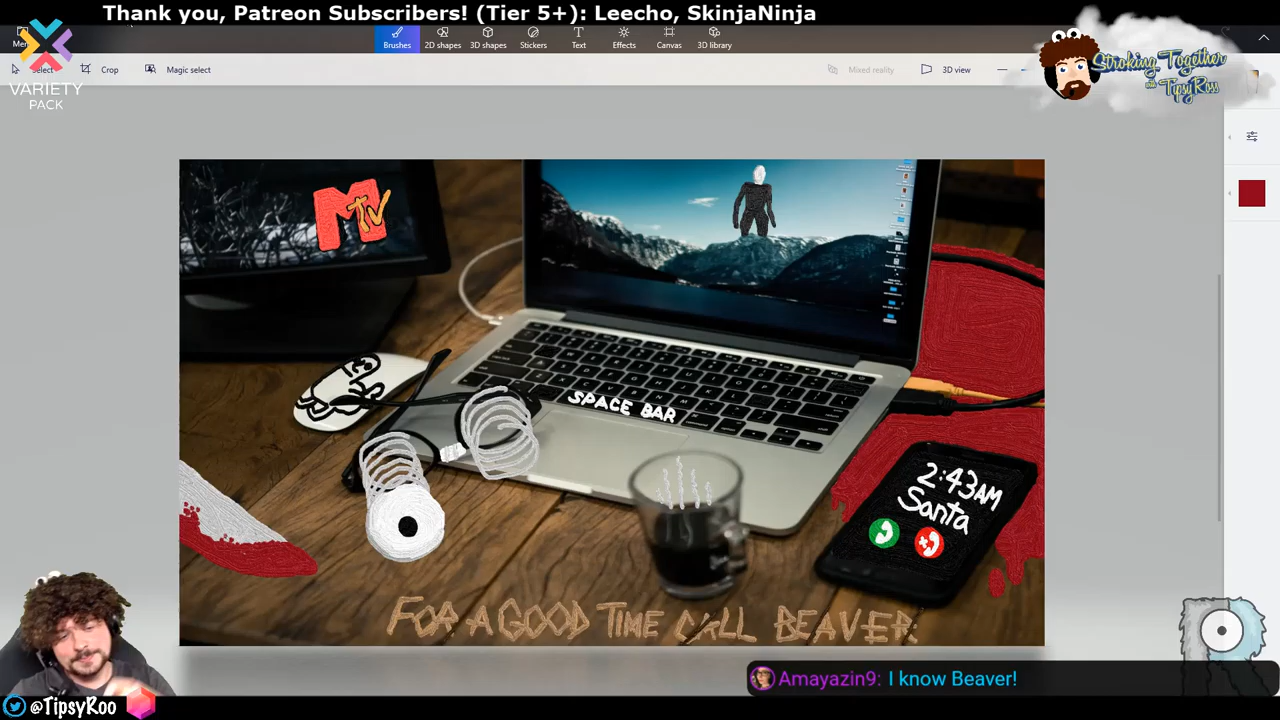 Thank you, Patreon Subscribers! (Tier 5+): Leecho, SkinjaNinja
Brushes
2D shapes
3D shapes
Stickers
Text
Effects
Canvas
3D library
Select
Crop
Magic select
Mixed reality
3D view
VARIETY
PACK
Stroking Together
with TipsyRoss
MTV
SPACE BAR
2:43AM
Santa
FOR A GOOD TIME CALL BEAVER
Amayazin9: I know Beaver!
@TipsyRoo